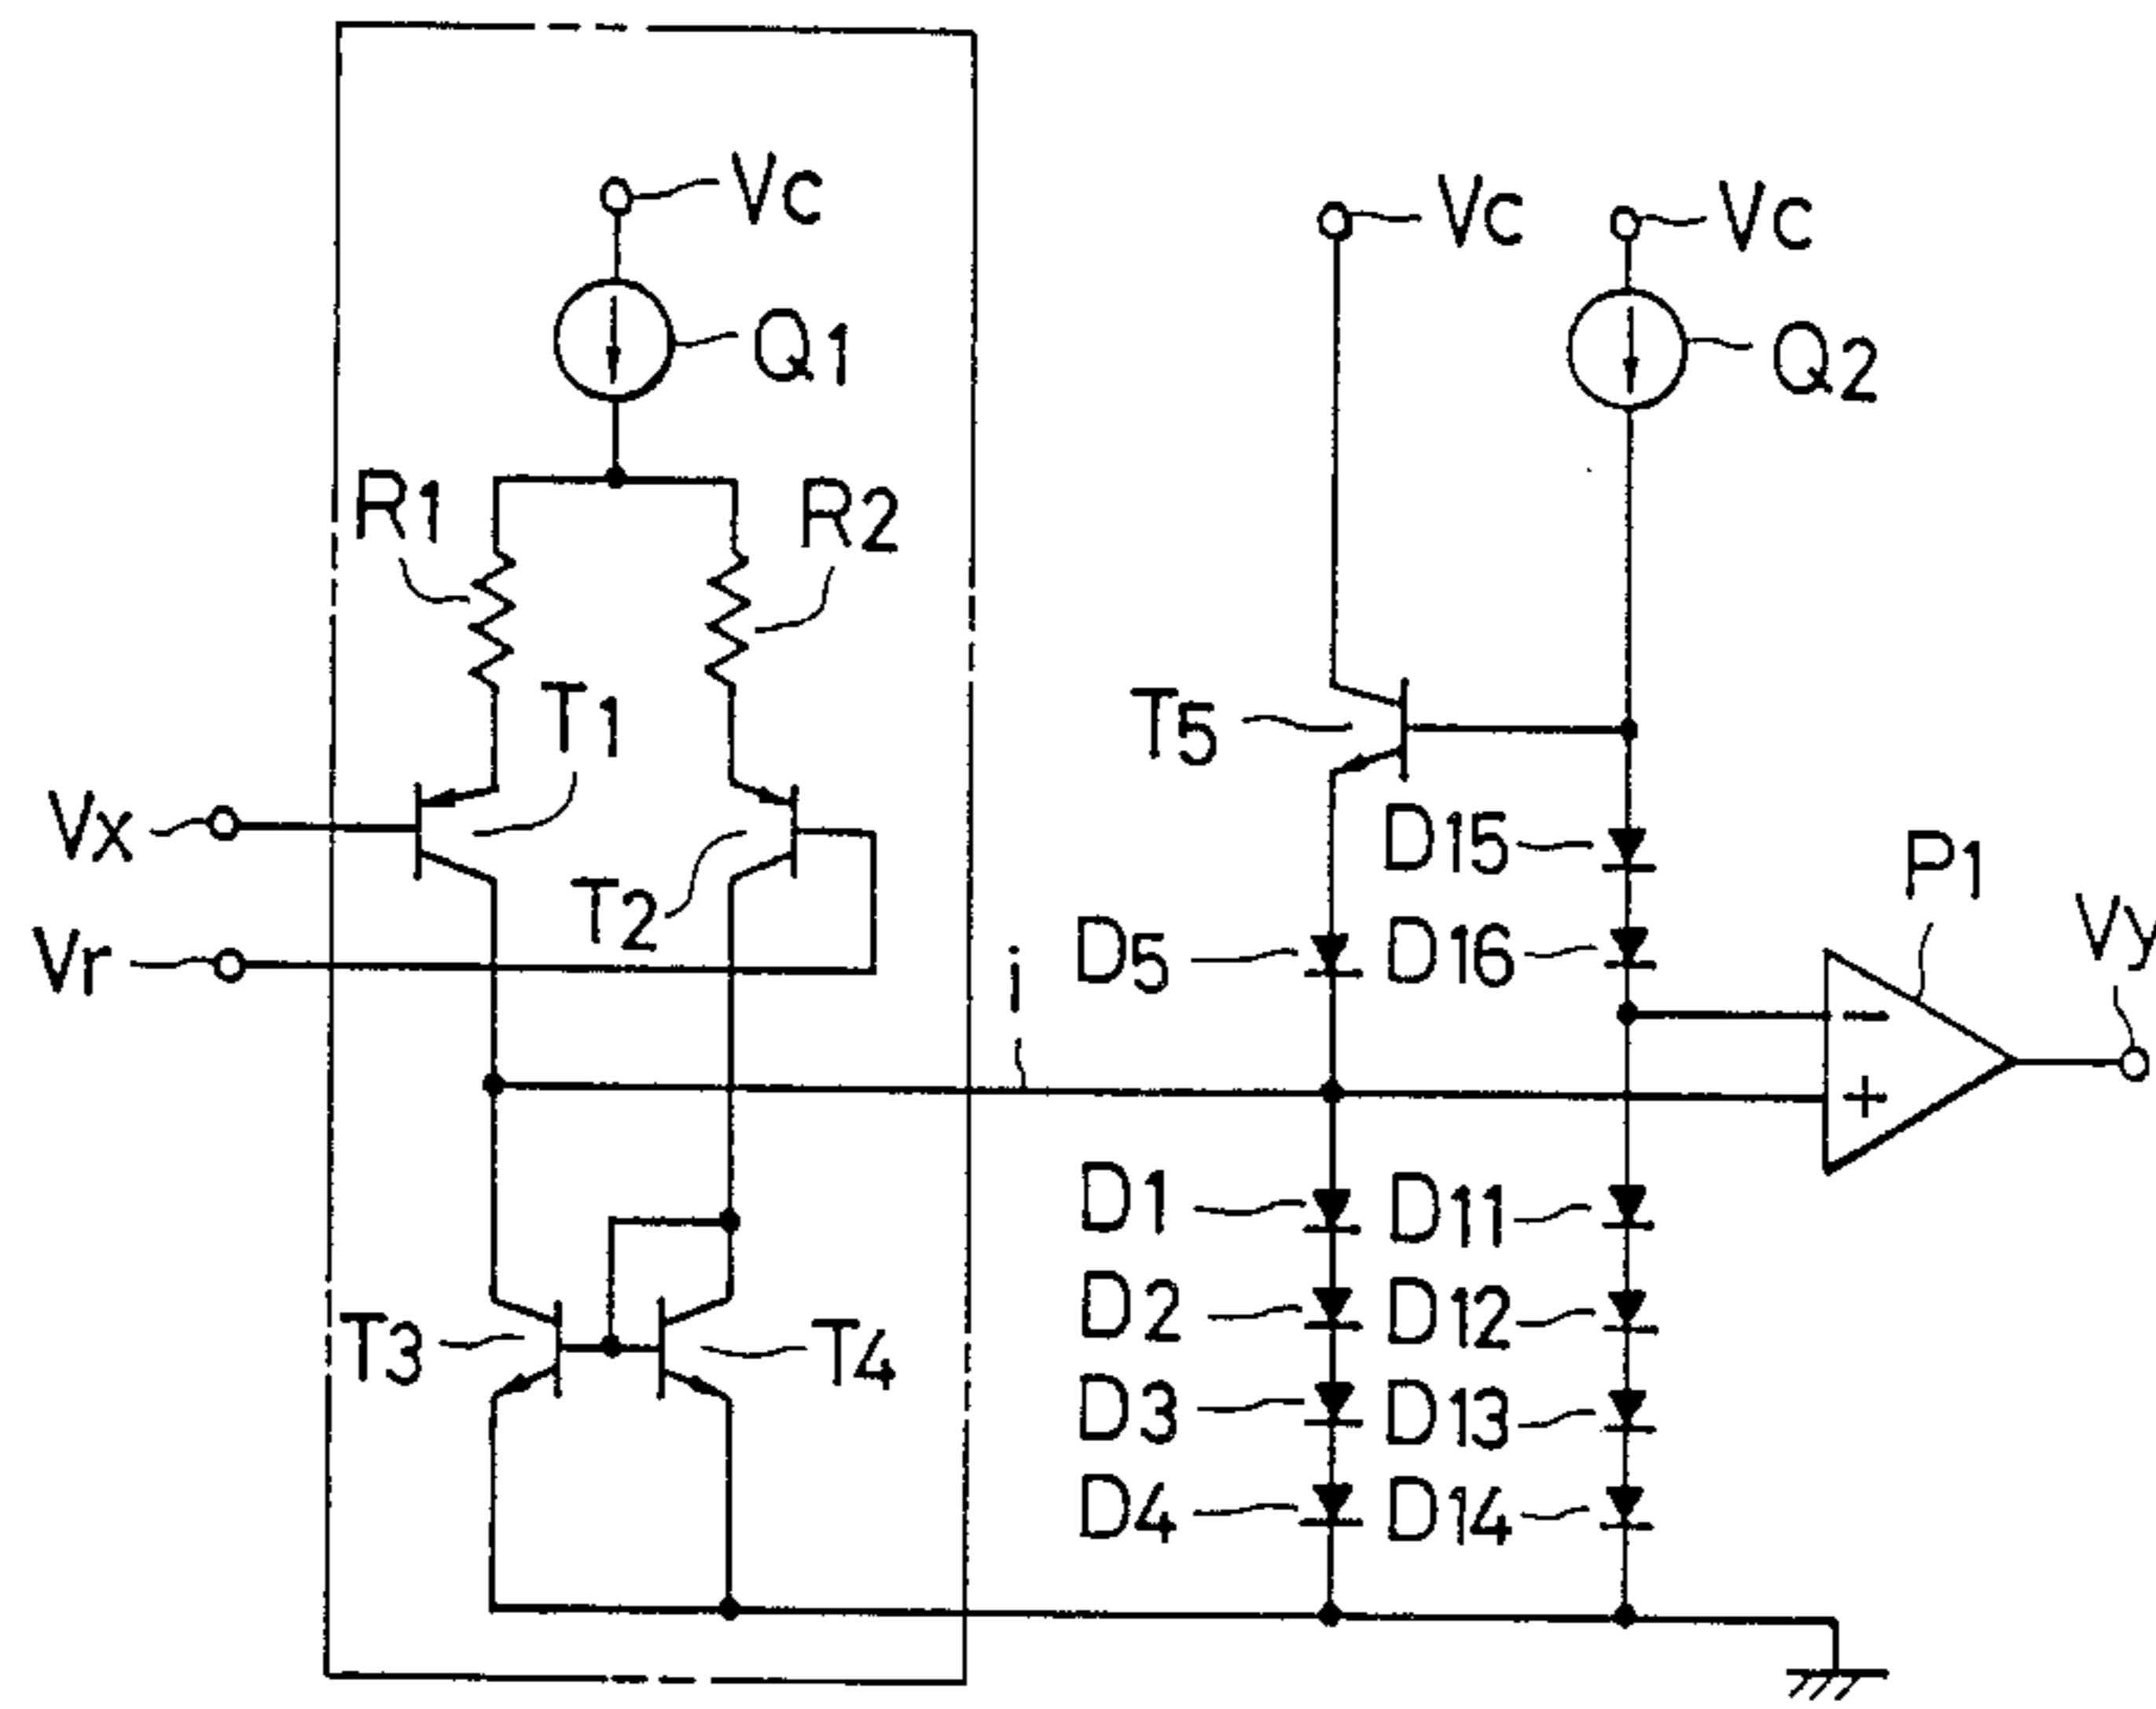 Vc
Vc
Vc
Q1
Q2
R1
R2
T1
T5
Vx
D15
P1
T2
Vy
Vr
D5
D16
i
−
+
D1
D11
D2
D12
T3
T4
D3
D13
D4
D14